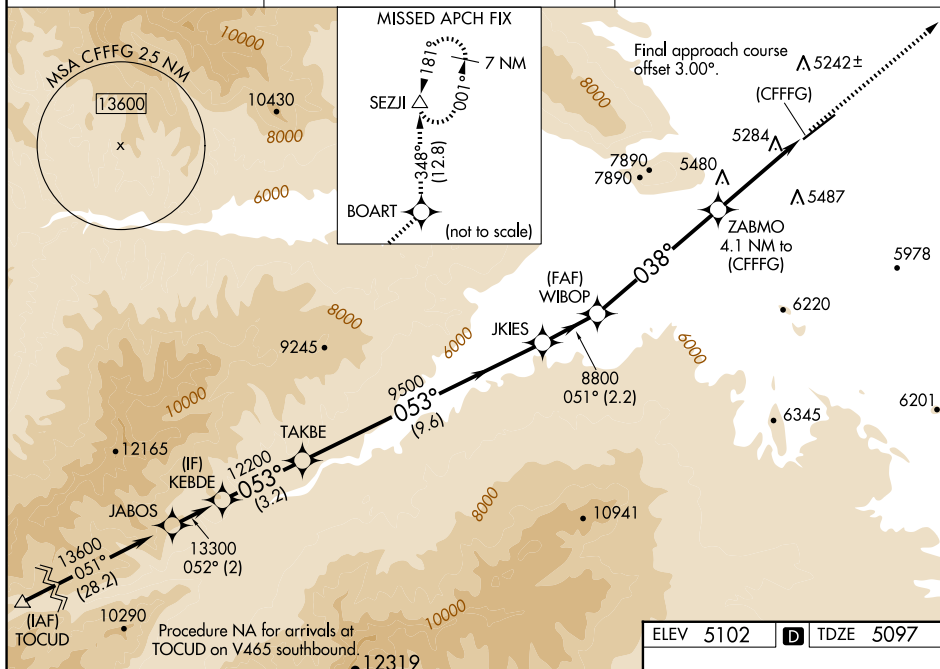 MSA CFFFG 25 NM
13600
x
10000
10430
8000
6000
MISSED APCH FIX
181°
001°
7 NM
SEZJI
348°
(12.8)
BOART
(not to scale)
Final approach course
offset 3.00°.
8000
5242±
(CFFFG)
5284
7890
7890
5480
5487
ZABMO
4.1 NM to
(CFFFG)
5978
038°
(FAF)
WIBOP
6220
JKIES
6000
8000
6000
9245
8800
051° (2.2)
9500
053°
(9.6)
10000
6345
6201
TAKBE
12165
(IF)
KEBDE
12200
053°
(3.2)
JABOS
8000
10941
13300
052° (2)
13600
051°
(28.2)
(IAF)
TOCUD
10290
10000
Procedure NA for arrivals at
TOCUD on V465 southbound.
12319
ELEV 5102 D TDZE 5097